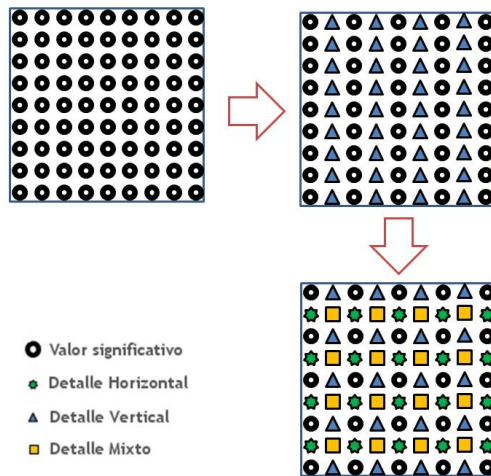 Valor significativo
Detalle Horizontal
Detalle Vertical
Detalle Mixto